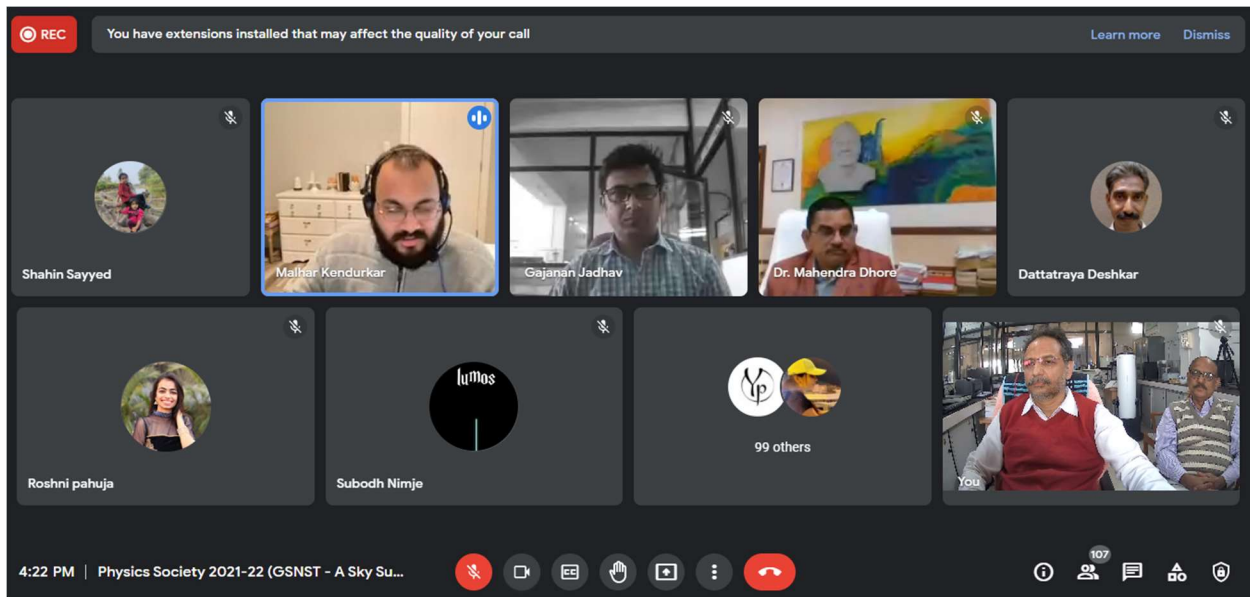 REC
You have extensions installed that may affect the quality of your call
Learn more Dismiss
Shahin Sayyed
Malhar Kendurkar
Gajanan Jadhav
Dr. Mahendra Dhore
Dattatraya Deshkar
Roshni pahuja
lumos
Subodh Nimje
Yp
99 others
You
4:22 PM | Physics Society 2021-22 (GSNST - A Sky Su...
CC
107